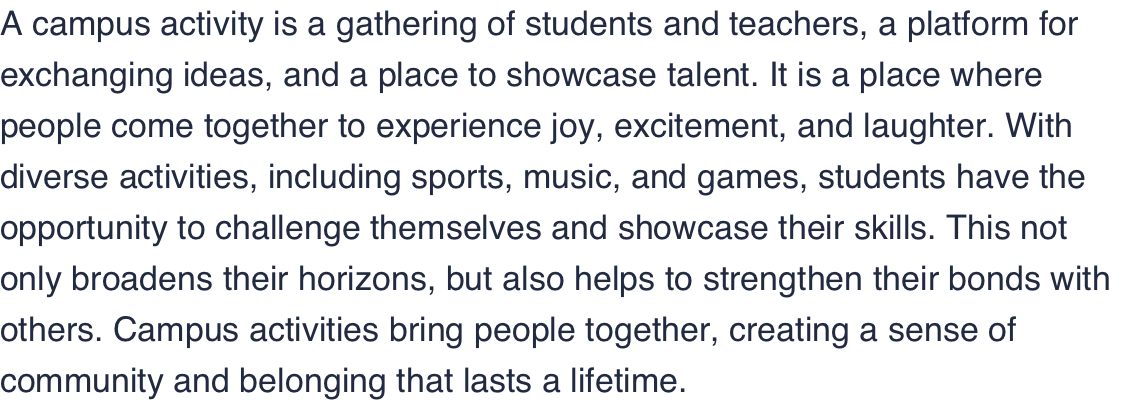 A campus activity is a gathering of students and teachers, a platform for
exchanging ideas, and a place to showcase talent. It is a place where
people come together to experience joy, excitement, and laughter. With
diverse activities, including sports, music, and games, students have the
opportunity to challenge themselves and showcase their skills. This not
only broadens their horizons, but also helps to strengthen their bonds with
others. Campus activities bring people together, creating a sense of
community and belonging that lasts a lifetime.